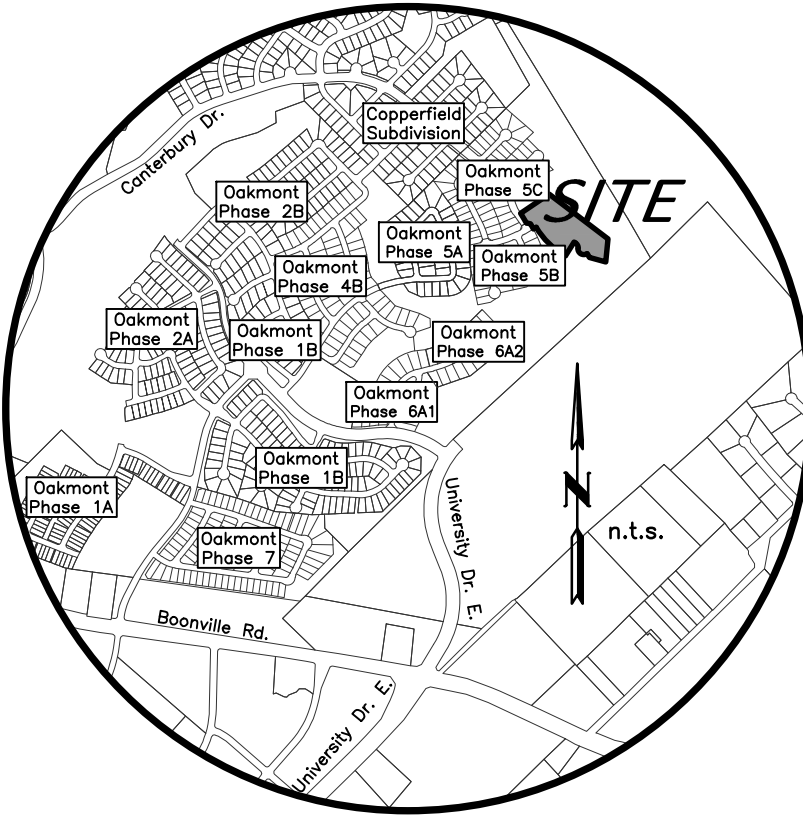 Copperfield
Subdivision
Canterbury Dr.
Oakmont
Phase 5C
SITE
Oakmont
Phase 2B
Oakmont
Phase 5A
Oakmont
Phase 5B
Oakmont
Phase 4B
Oakmont
Phase 2A
Oakmont
Phase 1B
Oakmont
Phase 6A2
Oakmont
Phase 6A1
Oakmont
Phase 1B
Oakmont
Phase 1A
University Dr. E.
N
n.t.s.
Oakmont
Phase 7
Boonville Rd.
University Dr. E.